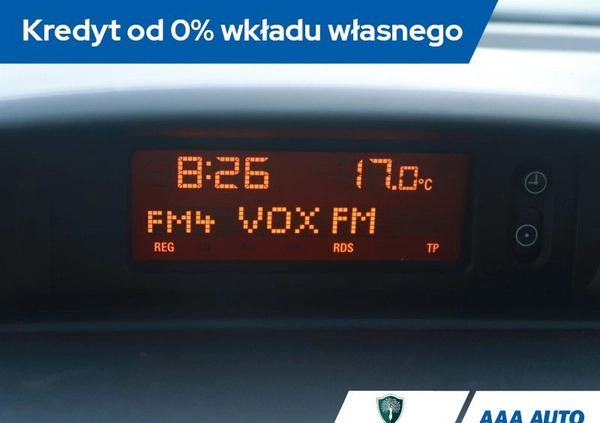 Kredyt od 0% wkładu własnego
8:26 17.0°C
FM4 VOX FM
REG RDS TP
AAA AUTO